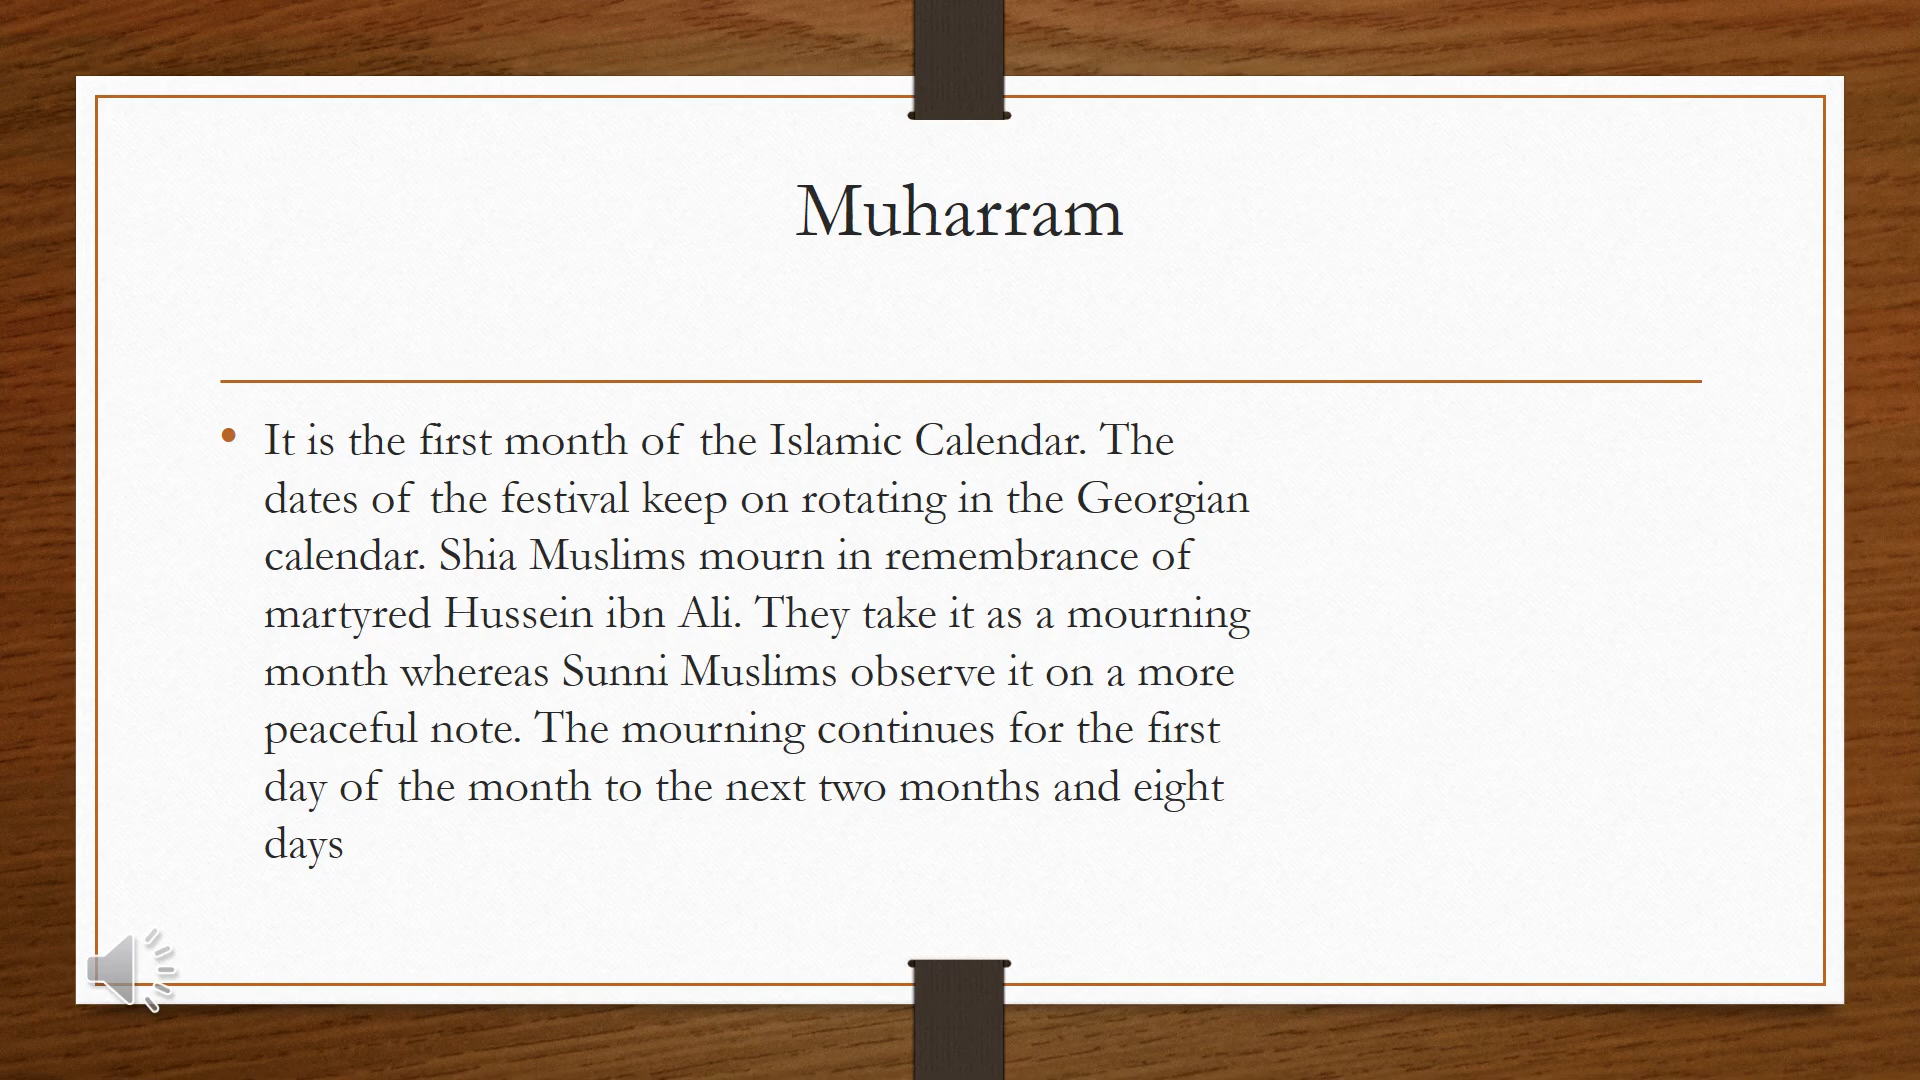 Muharram
• It is the first month of the Islamic Calendar. The
dates of the festival keep on rotating in the Georgian
calendar. Shia Muslims mourn in remembrance of
martyred Hussein ibn Ali. They take it as a mourning
month whereas Sunni Muslims observe it on a more
peaceful note. The mourning continues for the first
day of the month to the next two months and eight
days